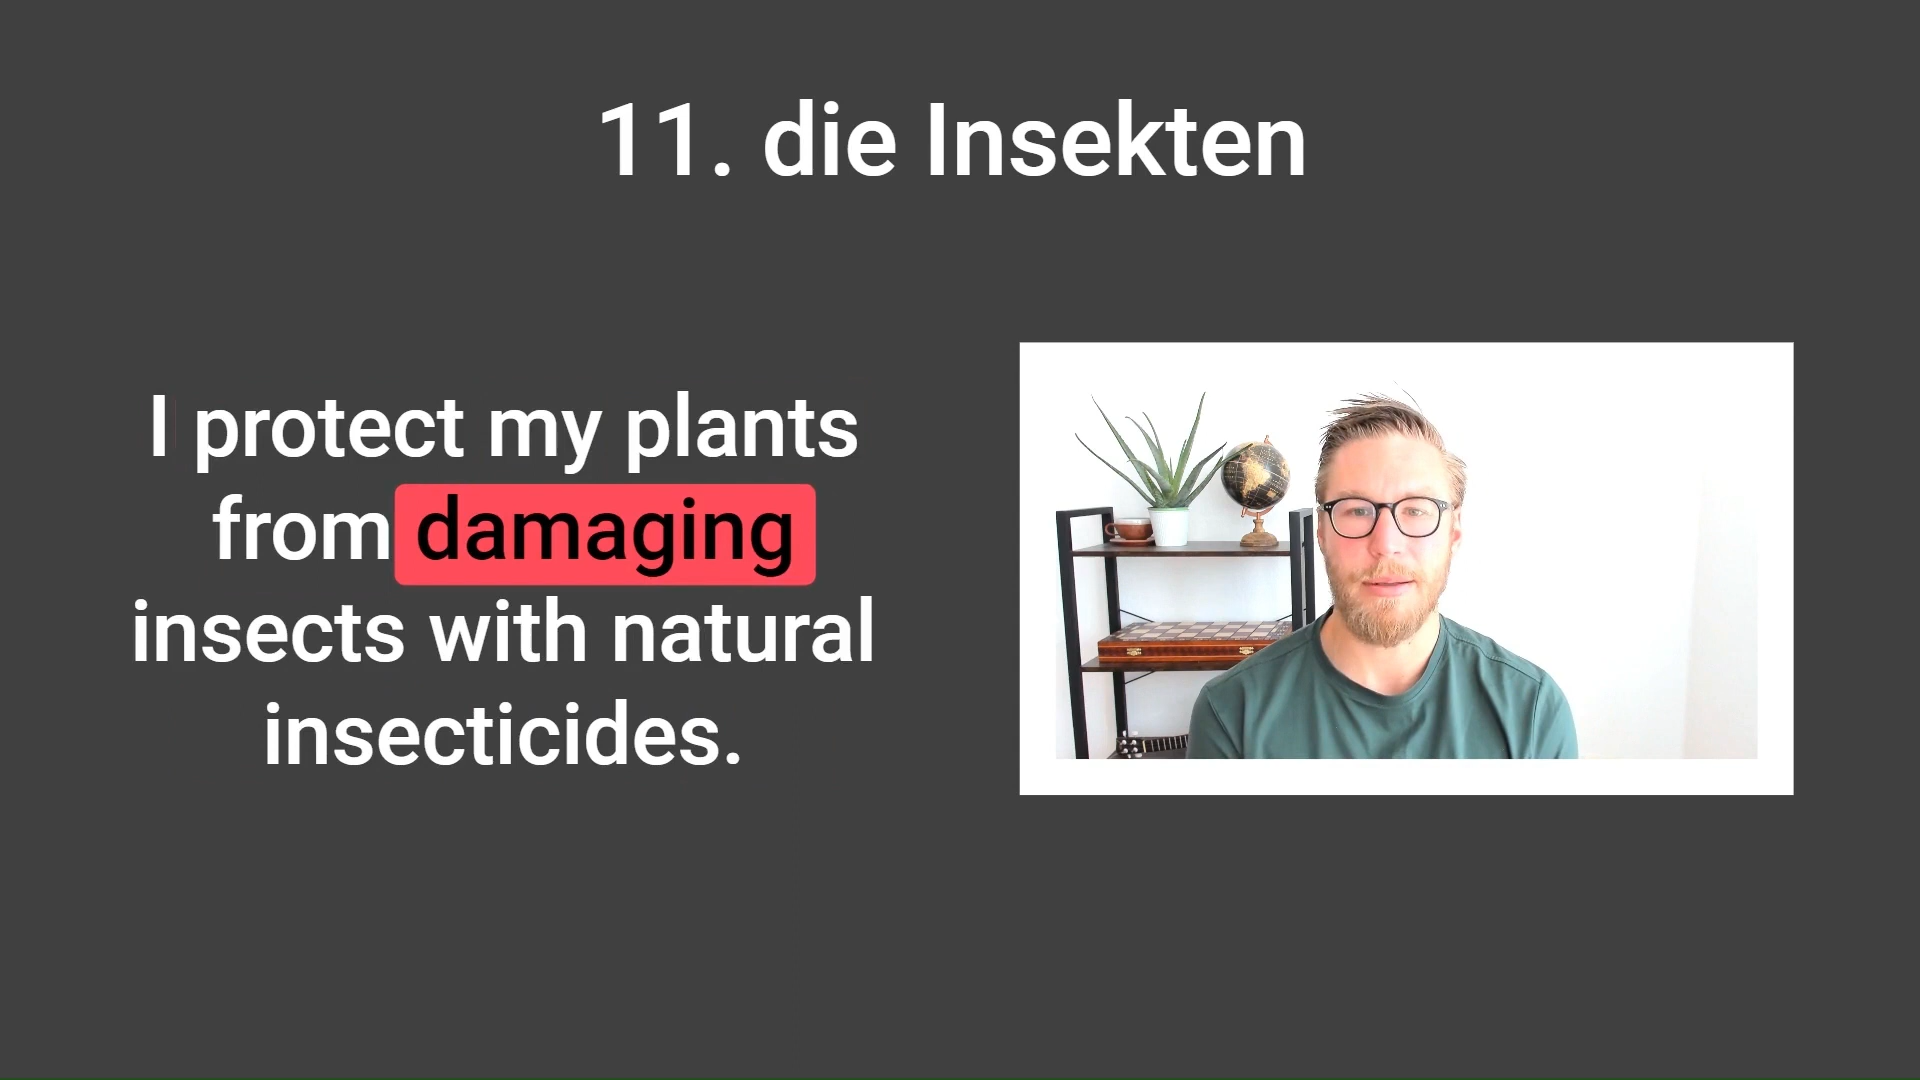 11. die Insekten
I protect my plants
from damaging
insects with natural
insecticides.